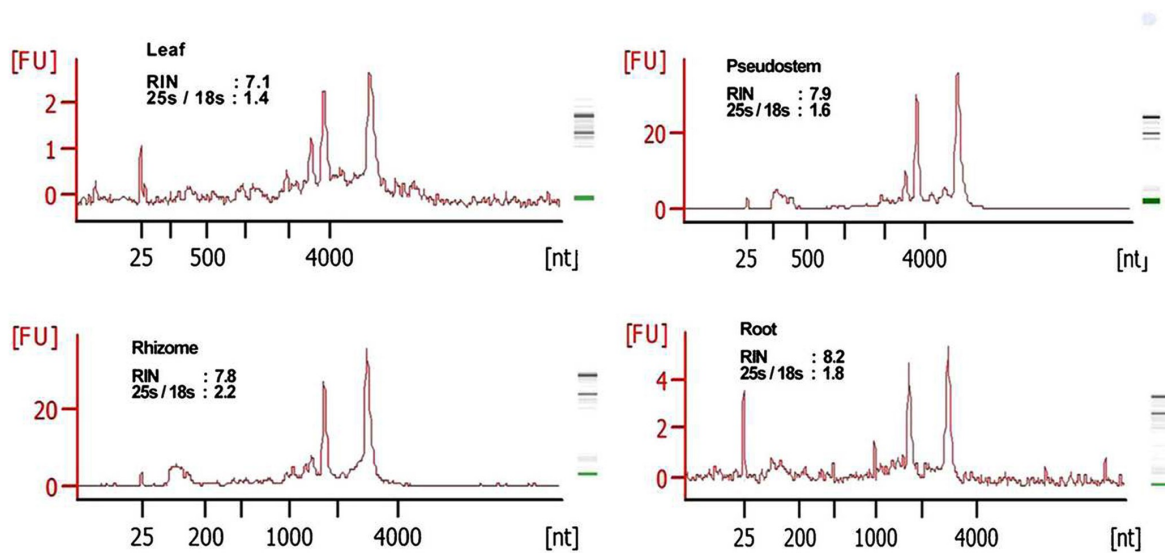 Leaf
[FU]
RIN : 7.1
25s / 18s : 1.4
2
1
0
25 500 4000 [nt]
Pseudostem
[FU]
RIN : 7.9
25s / 18s : 1.6
20
0
25 500 4000 [nt]
Rhizome
[FU]
RIN : 7.8
25s / 18s : 2.2
20
0
25 200 1000 4000 [nt]
Root
[FU]
RIN : 8.2
25s / 18s : 1.8
4
2
0
25 200 1000 4000 [nt]